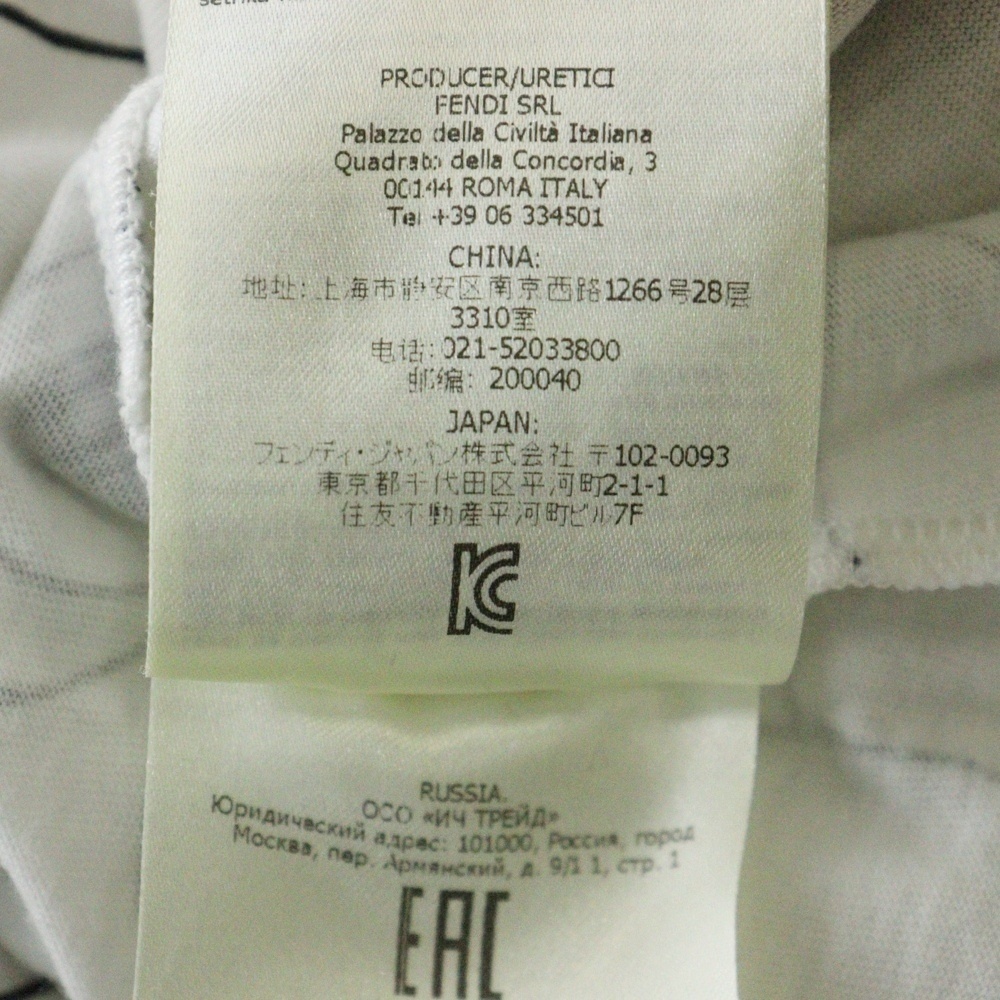 PRODUCER/URETICI
FENDI SRL
Palazzo della Civiltà Italiana
Quadrato della Concordia, 3
00144 ROMA ITALY
Tel +39 06 334501
CHINA:
地址: 上海市静安区南京西路1266号28层
3310室
电话: 021-52033800
邮编: 200040
JAPAN:
フェンディ・ジャパン株式会社 〒102-0093
東京都千代田区平河町2-1-1
住友不動産平河町ビル7F
KC
RUSSIA.
ООО «ИЧ ТРЕЙД»
Юридический адрес: 101000, Россия, город
Москва, пер. Армянский, д. 9/1 1, стр. 1
EAC